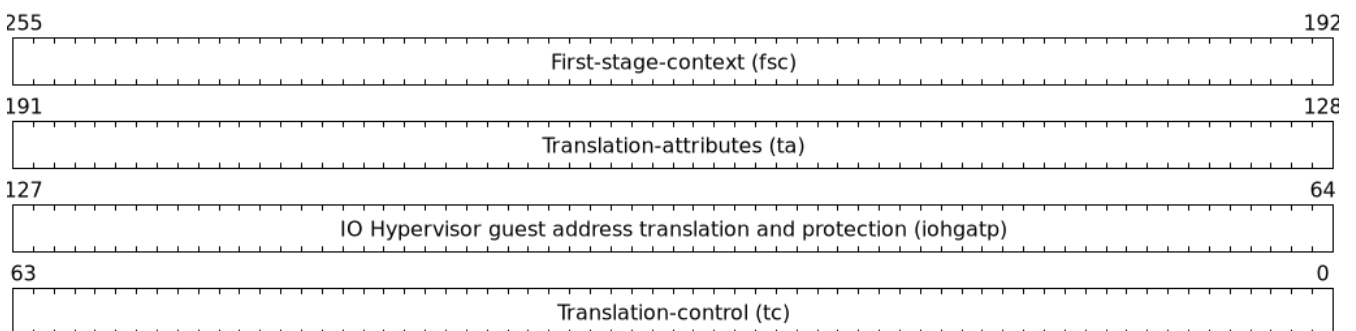 255 192
First-stage-context (fsc)
191 128
Translation-attributes (ta)
127 64
IO Hypervisor guest address translation and protection (iohgatp)
63 0
Translation-control (tc)